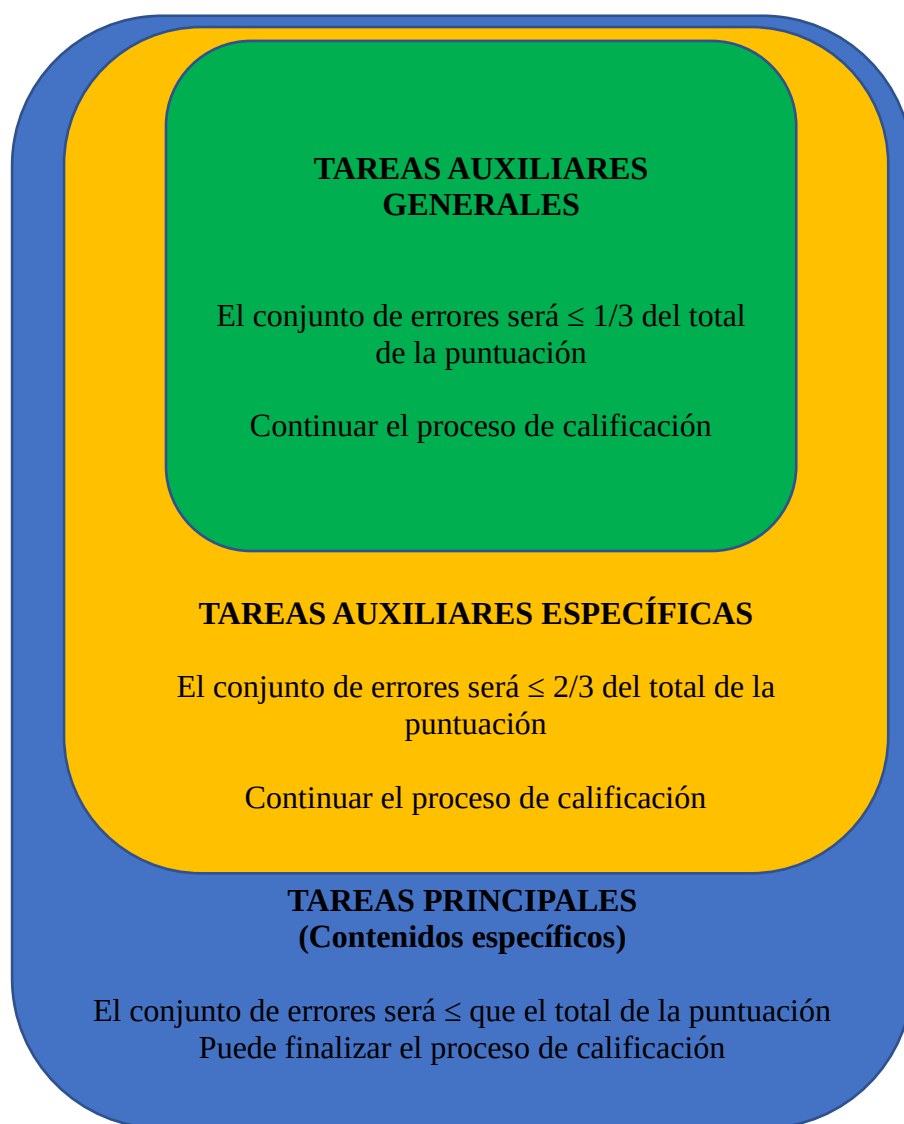 TAREAS AUXILIARES
GENERALES
El conjunto de errores será ≤ 1/3 del total
de la puntuación
Continuar el proceso de calificación
TAREAS AUXILIARES ESPECÍFICAS
El conjunto de errores será ≤ 2/3 del total de la
puntuación
Continuar el proceso de calificación
TAREAS PRINCIPALES
(Contenidos específicos)
El conjunto de errores será ≤ que el total de la puntuación
Puede finalizar el proceso de calificación